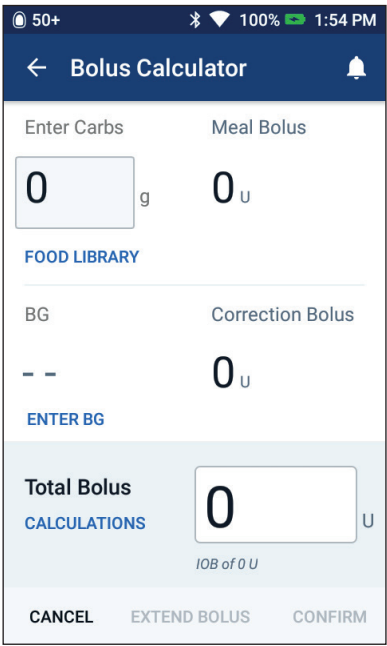 50+ 100% 1:54 PM
← Bolus Calculator
Enter Carbs Meal Bolus
0 g 0 U
FOOD LIBRARY
BG Correction Bolus
-- 0 U
ENTER BG
Total Bolus 0 U
CALCULATIONS
IOB of 0 U
CANCEL EXTEND BOLUS CONFIRM